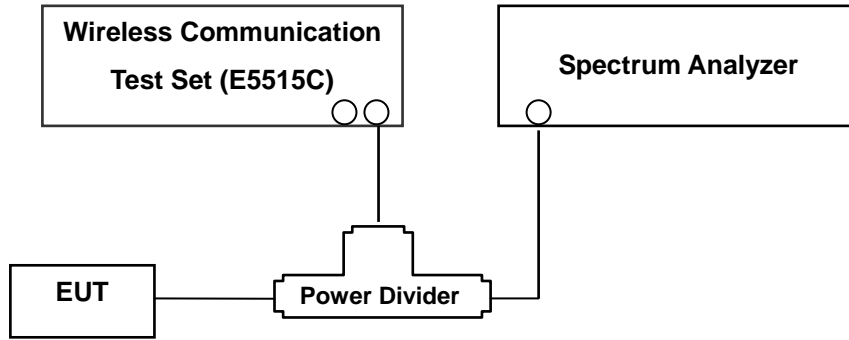 Wireless Communication
Test Set (E5515C)
Spectrum Analyzer
EUT
Power Divider